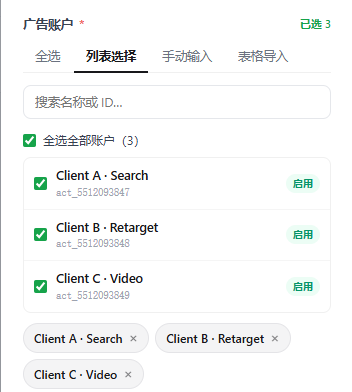 广告账户 * 已选 3
全选 列表选择 手动输入 表格导入
搜索名称或 ID...
全选全部账户（3）
Client A · Search
act_5512093847
启用
Client B · Retarget
act_5512093848
启用
Client C · Video
act_5512093849
启用
Client A · Search × Client B · Retarget ×
Client C · Video ×